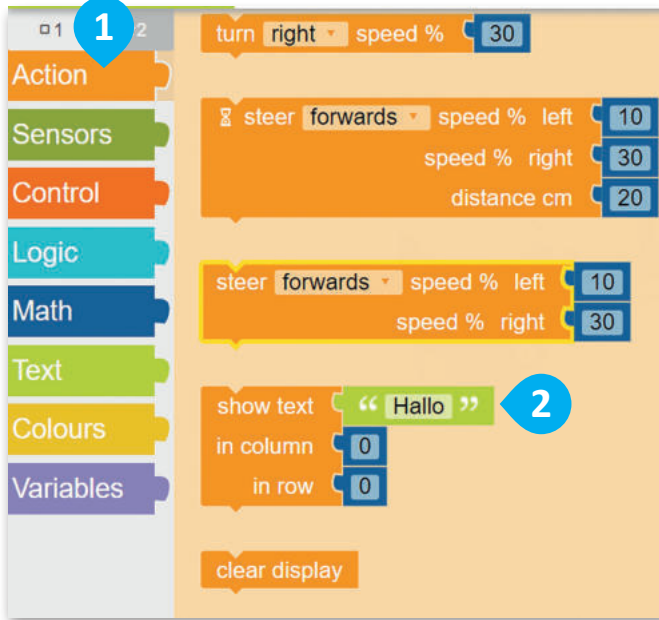 1 1 2
Action
Sensors
Control
Logic
Math
Text
Colours
Variables
turn right speed % 30
steer forwards speed % left 10
speed % right 30
distance cm 20
steer forwards speed % left 10
speed % right 30
show text “ Hallo ” 2
in column 0
in row 0
clear display